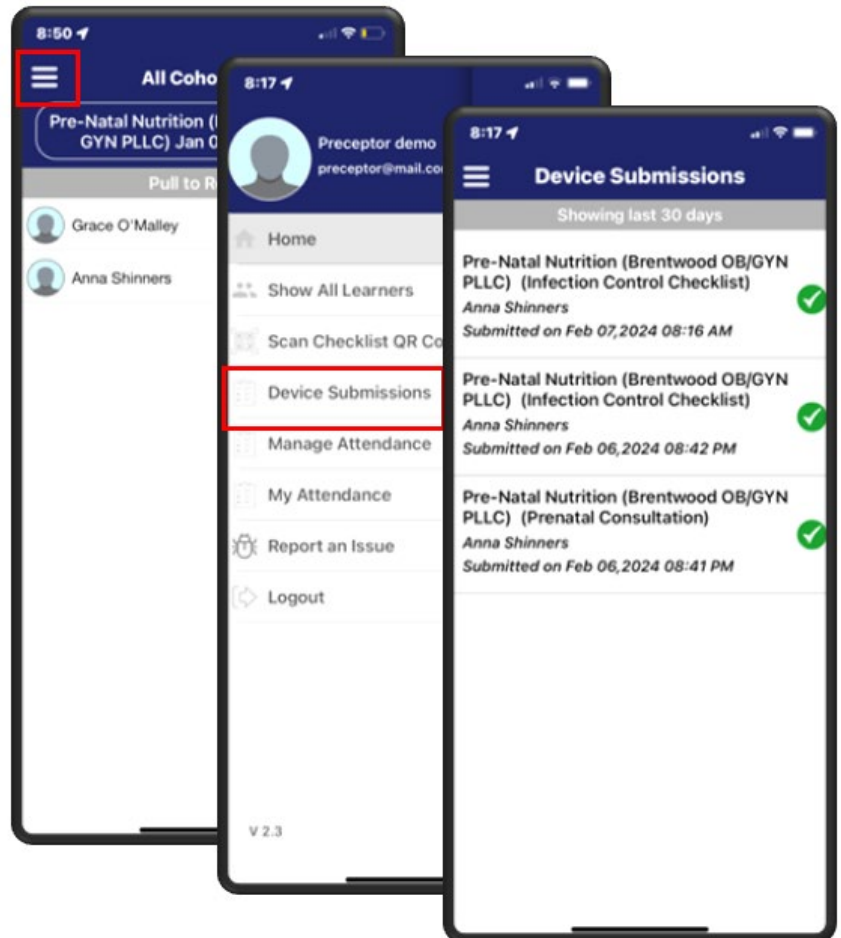 8:50
All Coho
Pre-Natal Nutrition (
GYN PLLC) Jan 0
Pull to R
Grace O'Malley
Anna Shinners
8:17
Preceptor demo
preceptor@mail.co
Home
Show All Learners
Scan Checklist QR Co
Device Submissions
Manage Attendance
My Attendance
Report an Issue
Logout
V 2.3
8:17
Device Submissions
Showing last 30 days
Pre-Natal Nutrition (Brentwood OB/GYN
PLLC) (Infection Control Checklist)
Anna Shinners
Submitted on Feb 07,2024 08:16 AM
Pre-Natal Nutrition (Brentwood OB/GYN
PLLC) (Infection Control Checklist)
Anna Shinners
Submitted on Feb 06,2024 08:42 PM
Pre-Natal Nutrition (Brentwood OB/GYN
PLLC) (Prenatal Consultation)
Anna Shinners
Submitted on Feb 06,2024 08:41 PM